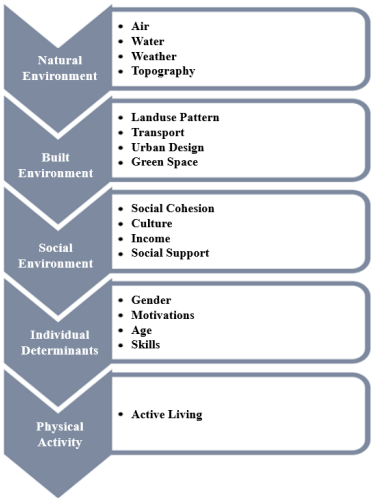 Natural
Environment
• Air
• Water
• Weather
• Topography
Built
Environment
• Landuse Pattern
• Transport
• Urban Design
• Green Space
Social
Environment
• Social Cohesion
• Culture
• Income
• Social Support
Individual
Determinants
• Gender
• Motivations
• Age
• Skills
Physical
Activity
• Active Living